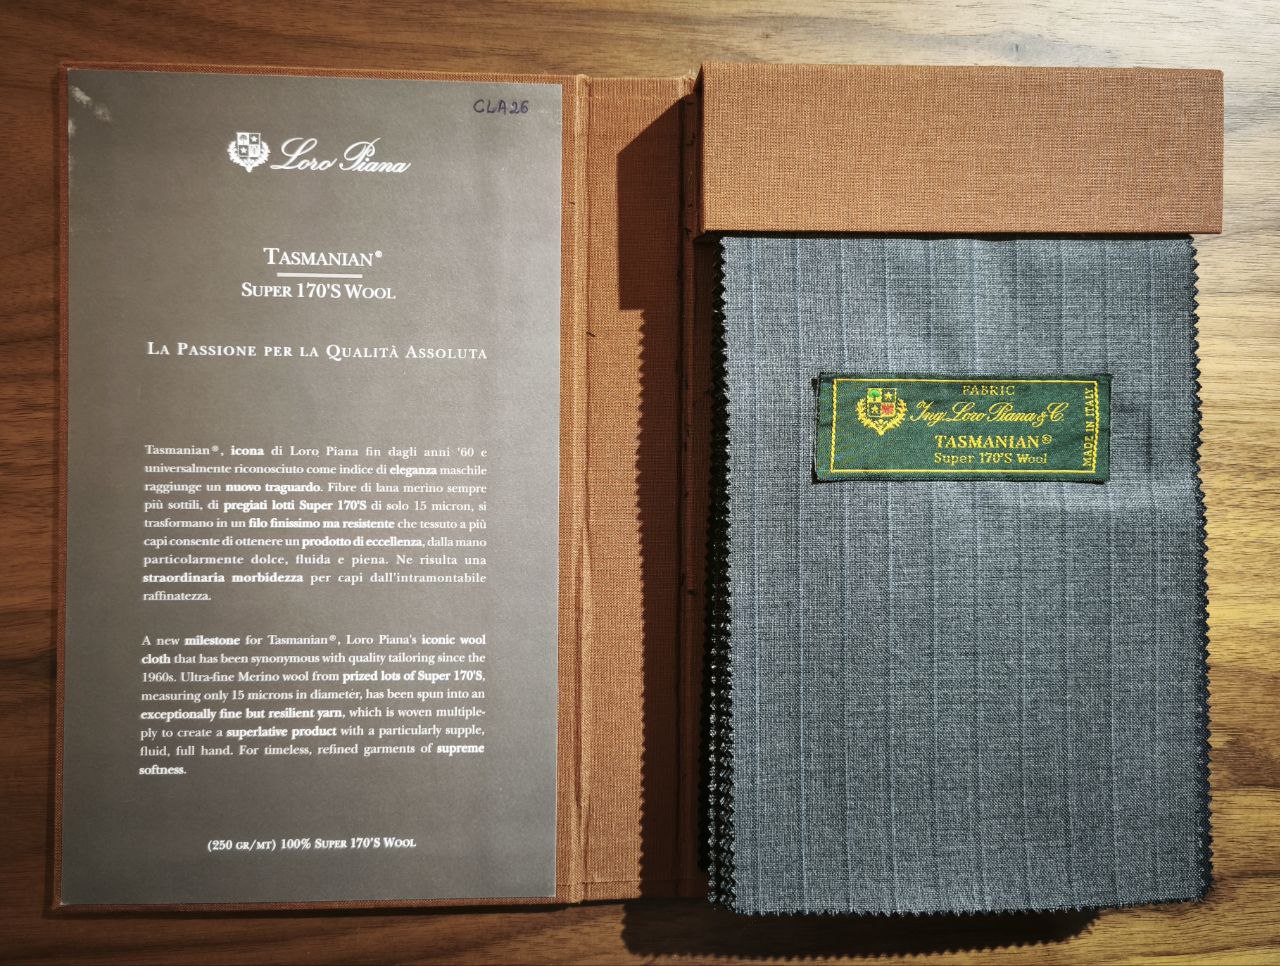 CLA26
Loro Piana
TASMANIAN®
SUPER 170'S WOOL
LA PASSIONE PER LA QUALITÀ ASSOLUTA
Tasmanian®, icona di Loro Piana fin dagli anni '60 e
universalmente riconosciuto come indice di eleganza maschile
raggiunge un nuovo traguardo. Fibre di lana merino sempre
più sottili, di pregiati lotti Super 170'S di solo 15 micron, si
trasformano in un filo finissimo ma resistente che tessuto a più
capi consente di ottenere un prodotto di eccellenza, dalla mano
particolarmente dolce, fluida e piena. Ne risulta una
straordinaria morbidezza per capi dall'intramontabile
raffinatezza.
A new milestone for Tasmanian®, Loro Piana's iconic wool
cloth that has been synonymous with quality tailoring since the
1960s. Ultra-fine Merino wool from prized lots of Super 170'S,
measuring only 15 microns in diameter, has been spun into an
exceptionally fine but resilient yarn, which is woven multiple-
ply to create a superlative product with a particularly supple,
fluid, full hand. For timeless, refined garments of supreme
softness.
(250 GR/MT) 100% SUPER 170'S WOOL
FABRIC
Ing. Loro Piana & C.
TASMANIAN®
Super 170'S Wool
MADE IN ITALY